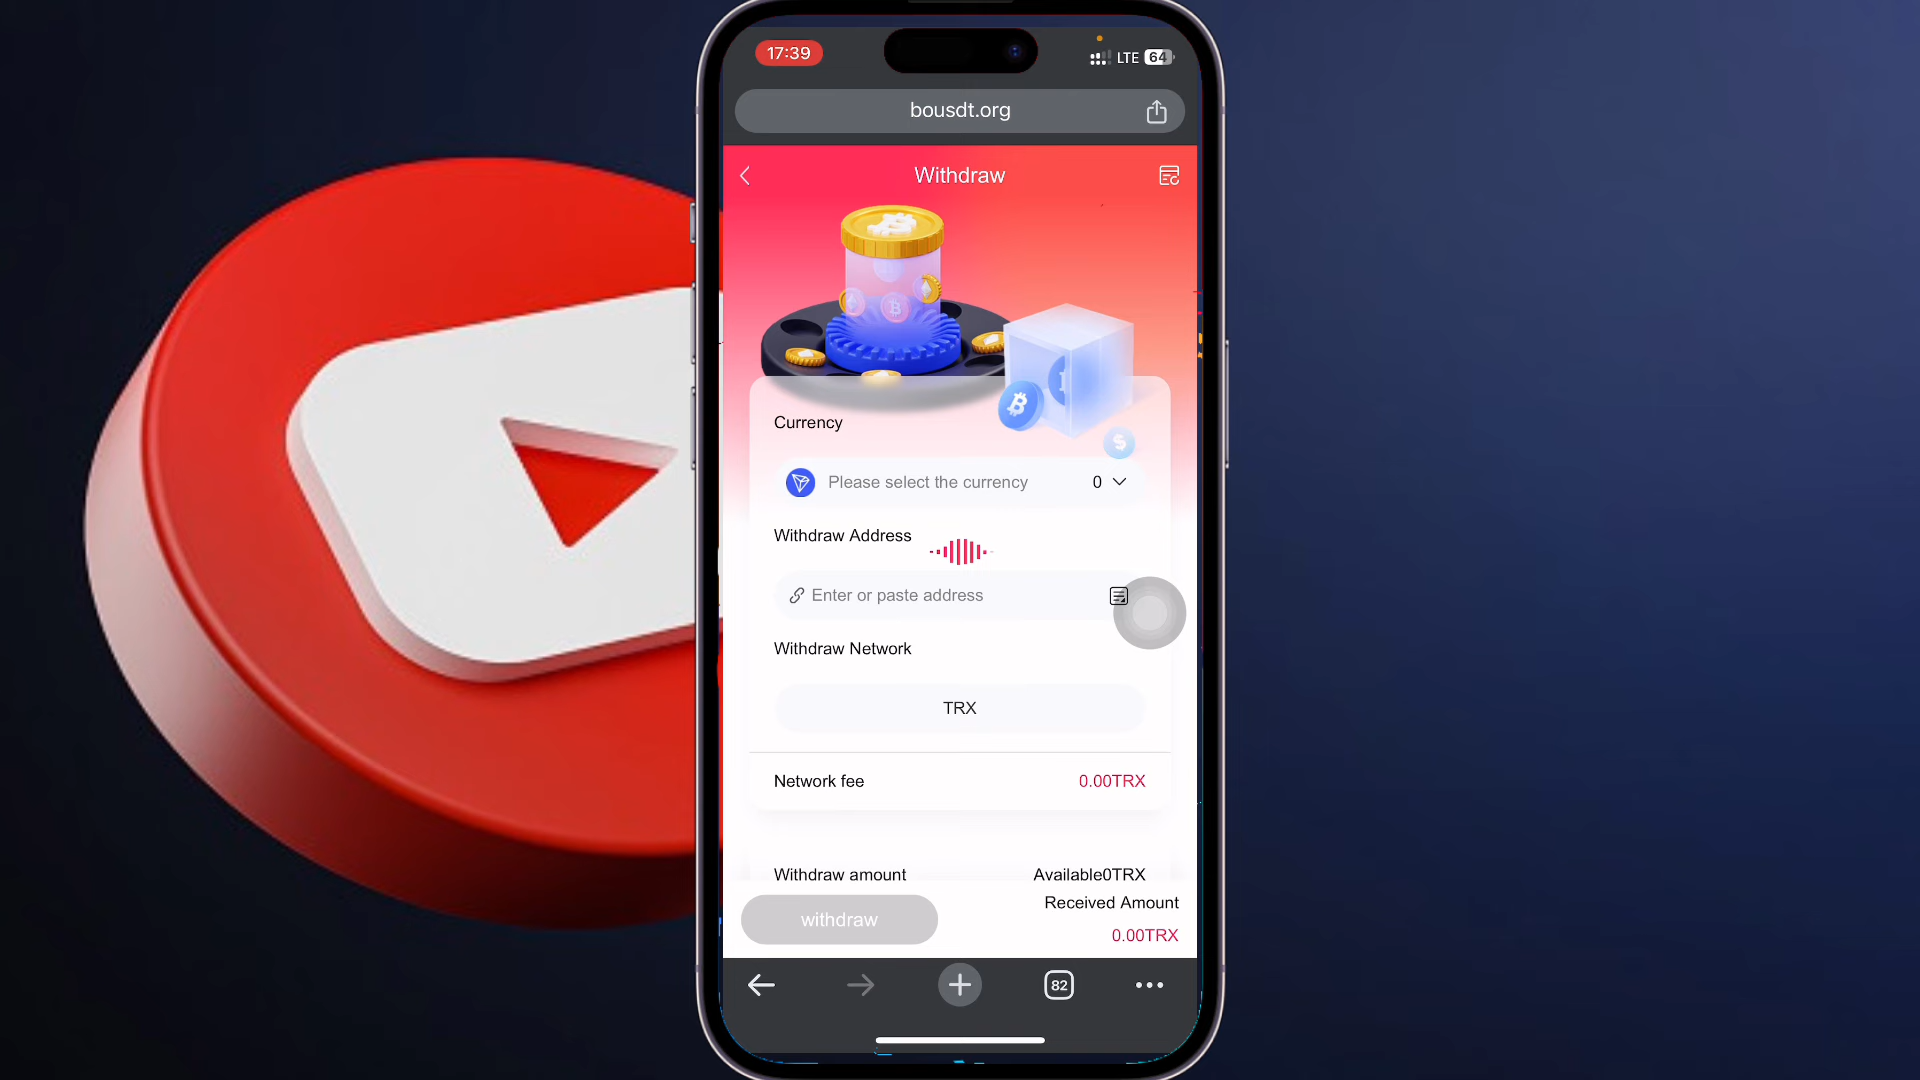 17:39
LTE 64
bousdt.org
Withdraw
Currency
Please select the currency 0
Withdraw Address
Enter or paste address
Withdraw Network
TRX
Network fee 0.00TRX
Withdraw amount Available0TRX
Received Amount
withdraw
0.00TRX
82